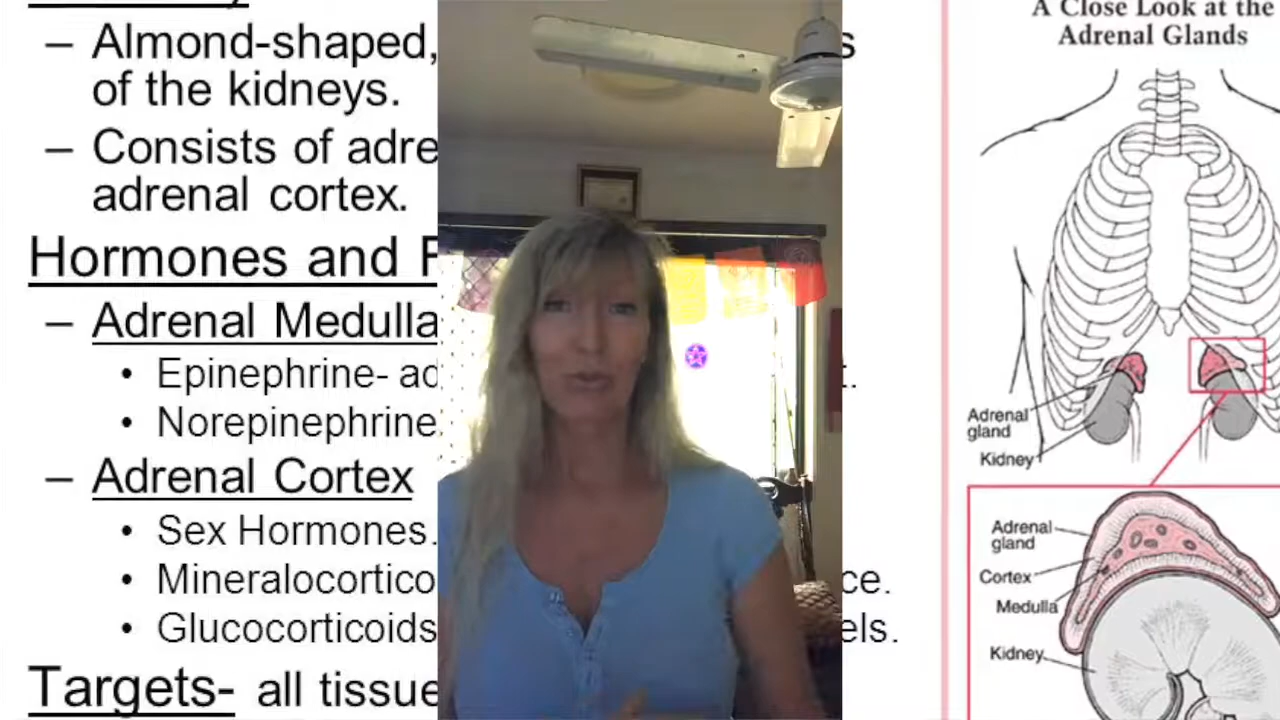 – Almond-shaped,
of the kidneys.
– Consists of adre
adrenal cortex.
Hormones and F
– Adrenal Medulla
• Epinephrine- ad
• Norepinephrine
– Adrenal Cortex
• Sex Hormones.
• Mineralocortico ce.
• Glucocorticoids els.
Targets- all tissue
A Close Look at the
Adrenal Glands
Adrenal
gland
Kidney
Adrenal
gland
Cortex
Medulla
Kidney